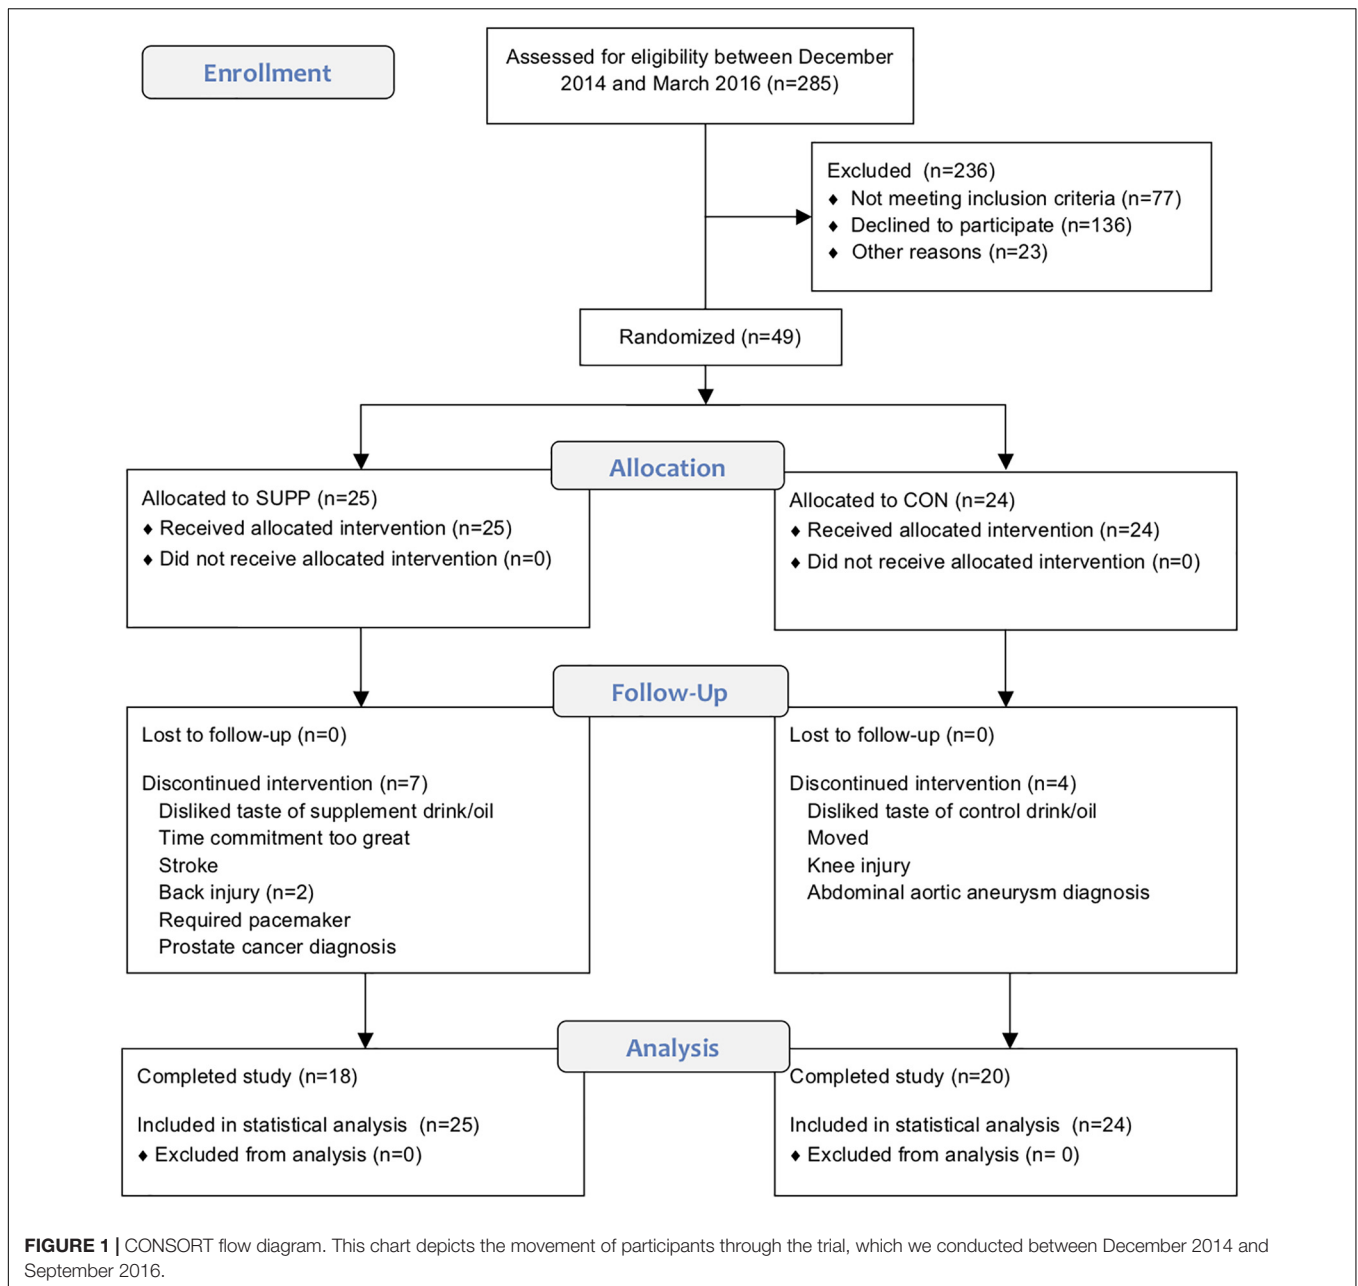 Enrollment
Assessed for eligibility between December
2014 and March 2016 (n=285)
Excluded (n=236)
♦ Not meeting inclusion criteria (n=77)
♦ Declined to participate (n=136)
♦ Other reasons (n=23)
Randomized (n=49)
Allocation
Allocated to SUPP (n=25)
♦ Received allocated intervention (n=25)
♦ Did not receive allocated intervention (n=0)
Allocated to CON (n=24)
♦ Received allocated intervention (n=24)
♦ Did not receive allocated intervention (n=0)
Follow-Up
Lost to follow-up (n=0)
Discontinued intervention (n=7)
Disliked taste of supplement drink/oil
Time commitment too great
Stroke
Back injury (n=2)
Required pacemaker
Prostate cancer diagnosis
Lost to follow-up (n=0)
Discontinued intervention (n=4)
Disliked taste of control drink/oil
Moved
Knee injury
Abdominal aortic aneurysm diagnosis
Analysis
Completed study (n=18)
Included in statistical analysis (n=25)
♦ Excluded from analysis (n=0)
Completed study (n=20)
Included in statistical analysis (n=24)
♦ Excluded from analysis (n= 0)
FIGURE 1 | CONSORT flow diagram. This chart depicts the movement of participants through the trial, which we conducted between December 2014 and
September 2016.